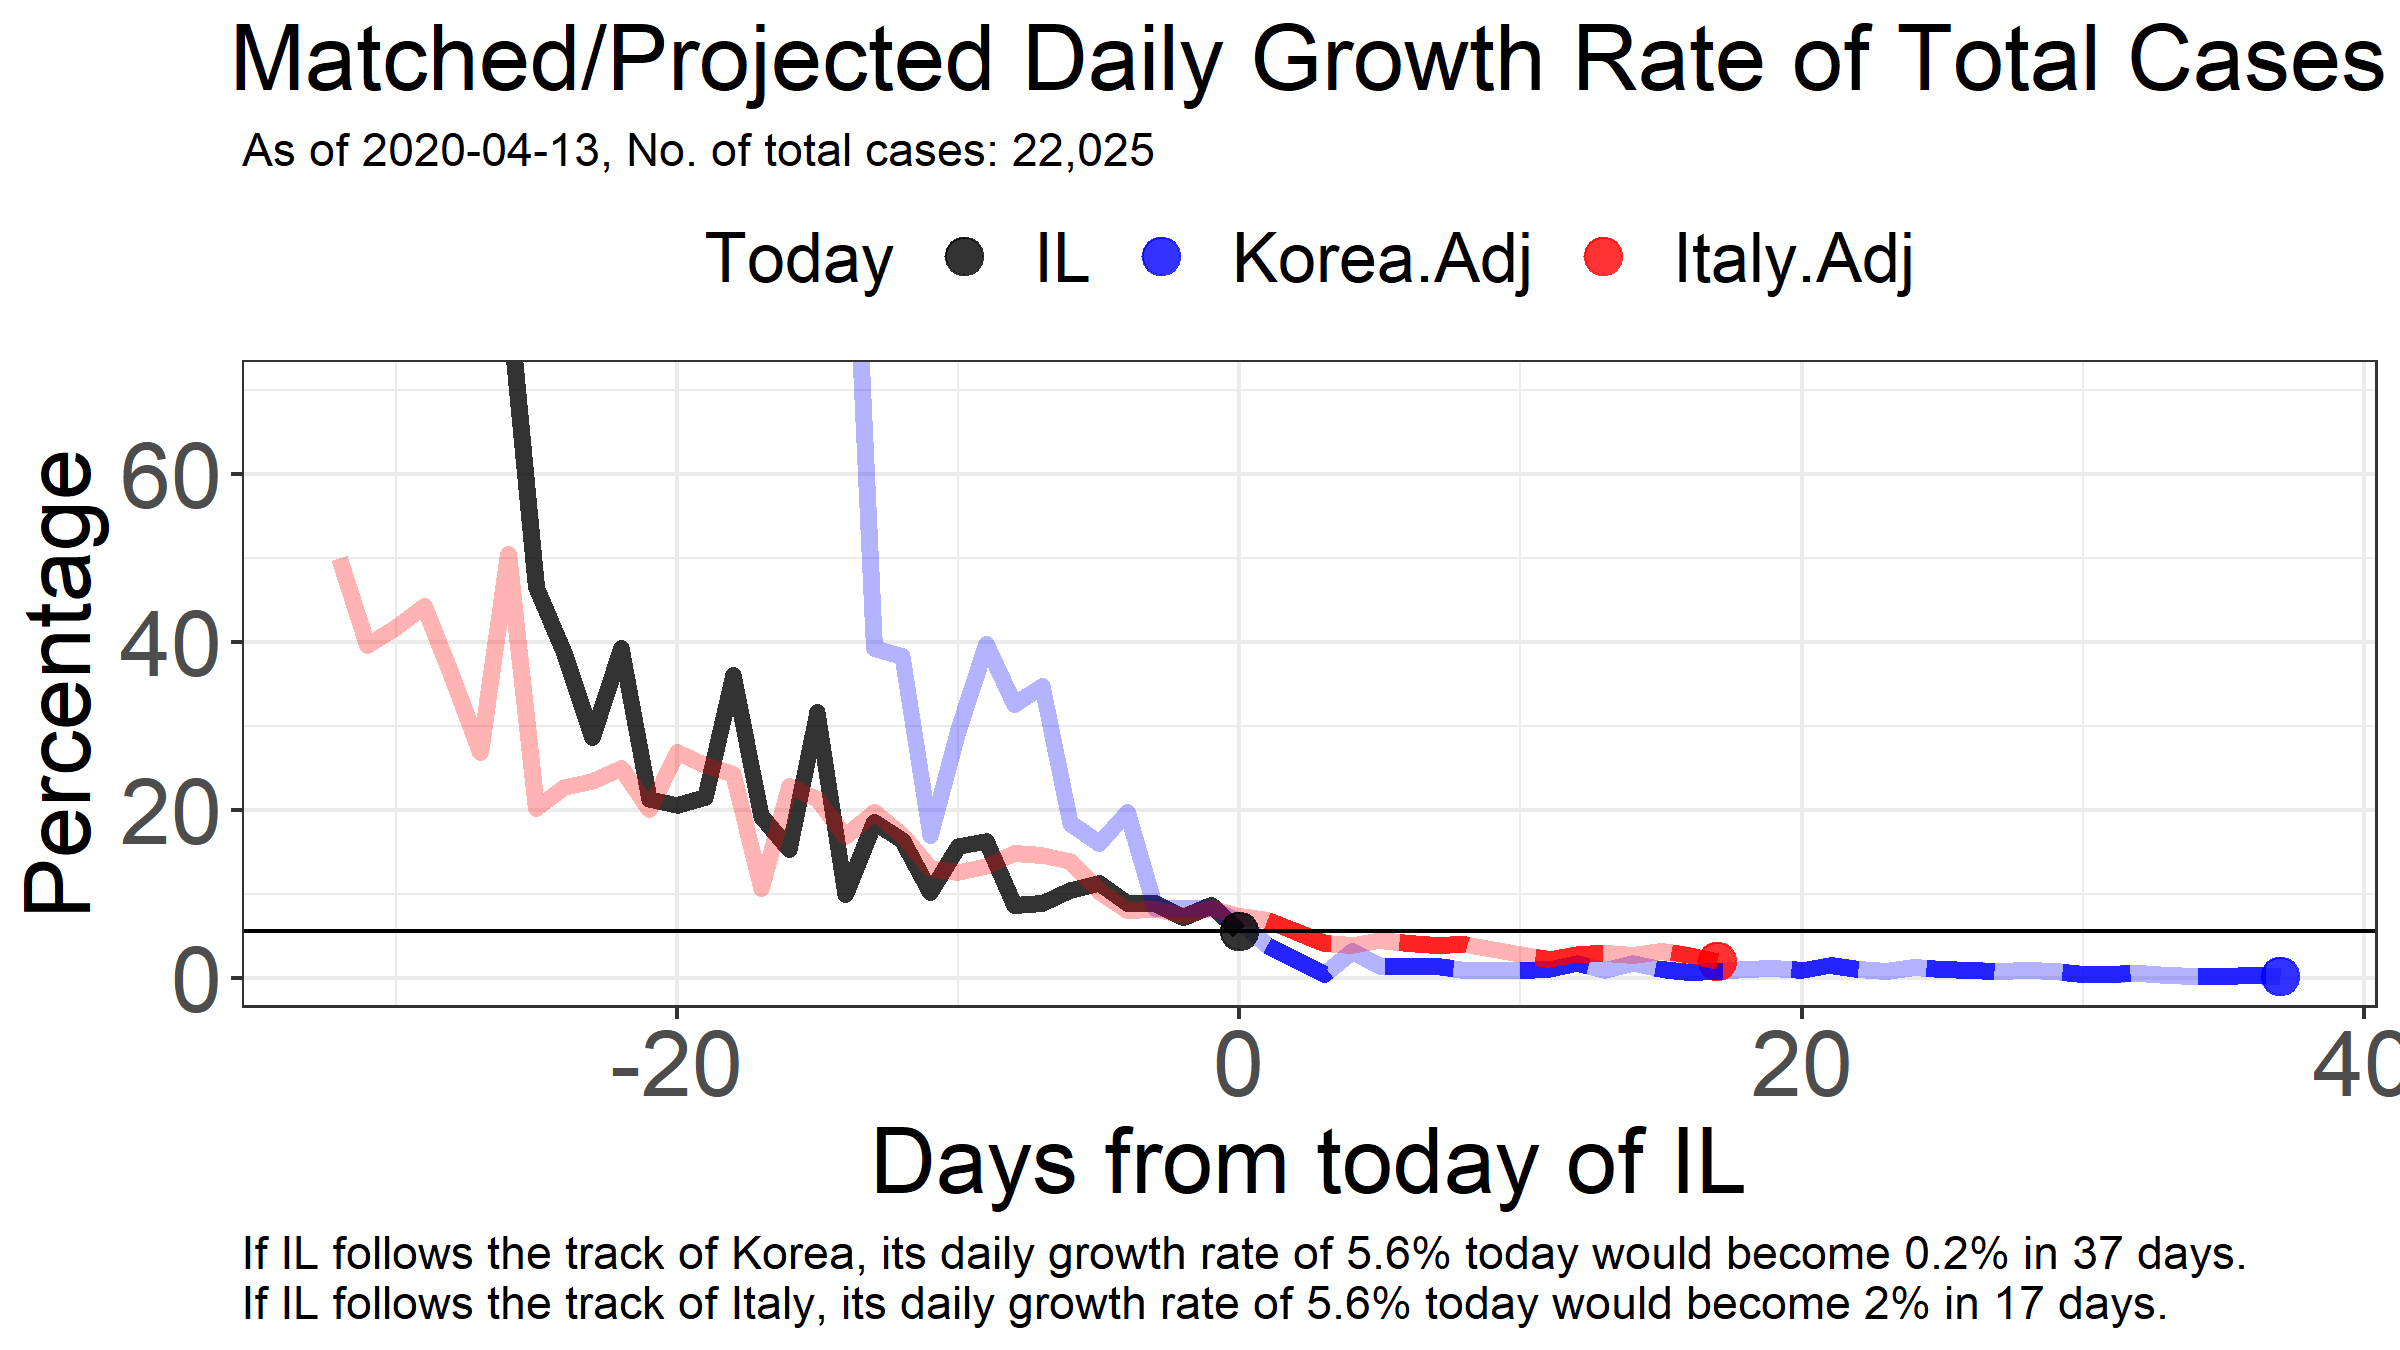 Matched/Projected Daily Growth Rate of Total Cases
As of 2020-04-13, No. of total cases: 22,025
Today IL Korea.Adj Italy.Adj
Percentage
60
40
20
0
-20 0 20 40
Days from today of IL
If IL follows the track of Korea, its daily growth rate of 5.6% today would become 0.2% in 37 days.
If IL follows the track of Italy, its daily growth rate of 5.6% today would become 2% in 17 days.